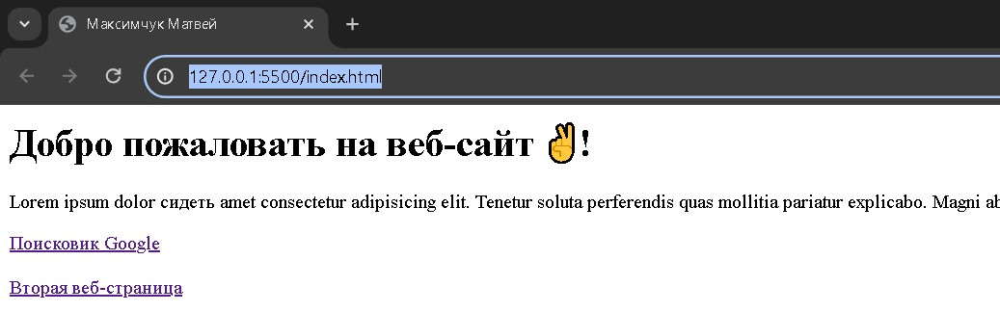 Максимчук Матвей
127.0.0.1:5500/index.html
Добро пожаловать на веб-сайт ✌!
Lorem ipsum dolor сидеть amet consectetur adipisicing elit. Tenetur soluta perferendis quas mollitia pariatur explicabo. Magni ab
Поисковик Google
Вторая веб-страница